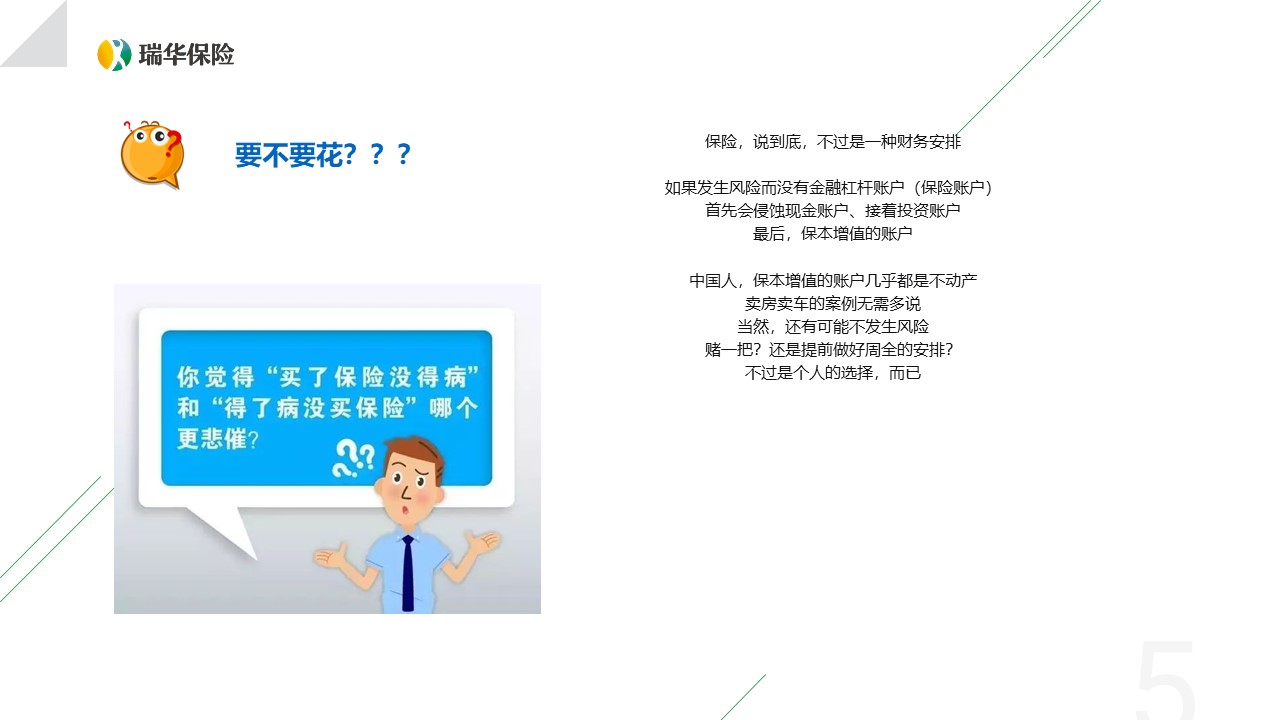 瑞华保险
要不要花？？？
你觉得“买了保险没得病”
和“得了病没买保险”哪个
更悲催?
???
保险，说到底，不过是一种财务安排
如果发生风险而没有金融杠杆账户（保险账户）
首先会侵蚀现金账户、接着投资账户
最后，保本增值的账户
中国人，保本增值的账户几乎都是不动产
卖房卖车的案例无需多说
当然，还有可能不发生风险
赌一把？还是提前做好周全的安排？
不过是个人的选择，而已
5